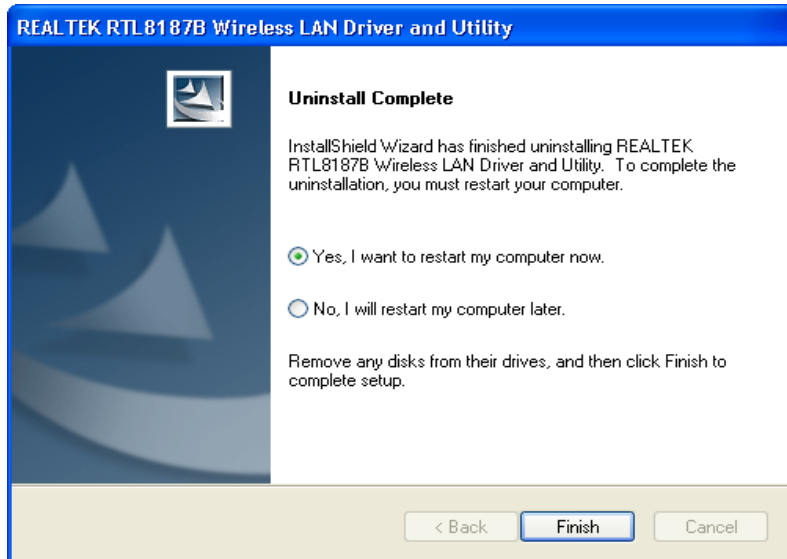 REALTEK RTL8187B Wireless LAN Driver and Utility
Uninstall Complete
InstallShield Wizard has finished uninstalling REALTEK
RTL8187B Wireless LAN Driver and Utility.  To complete the
uninstallation, you must restart your computer.
Yes, I want to restart my computer now.
No, I will restart my computer later.
Remove any disks from their drives, and then click Finish to
complete setup.
< Back
Finish
Cancel